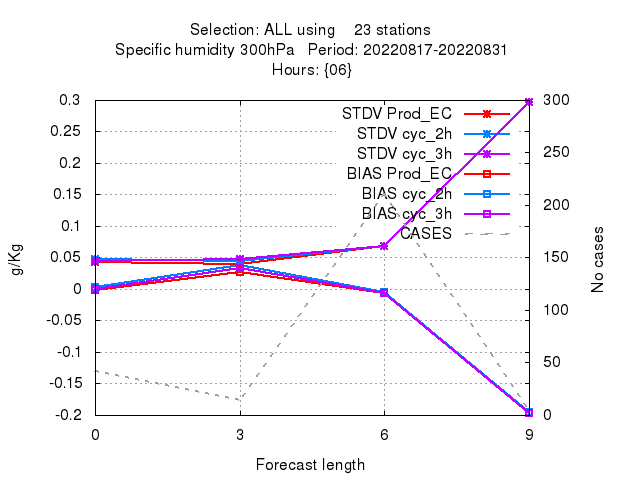 Selection: ALL using 23 stations
Specific humidity 300hPa Period: 20220817-20220831
Hours: {06}
0.3
0.25
0.2
0.15
0.1
0.05
0
-0.05
-0.1
-0.15
-0.2
g/Kg
STDV Prod_EC
STDV cyc_2h
STDV cyc_3h
BIAS Prod_EC
BIAS cyc_2h
BIAS cyc_3h
CASES
300
250
200
150
100
50
0
No cases
0 3 6 9
Forecast length